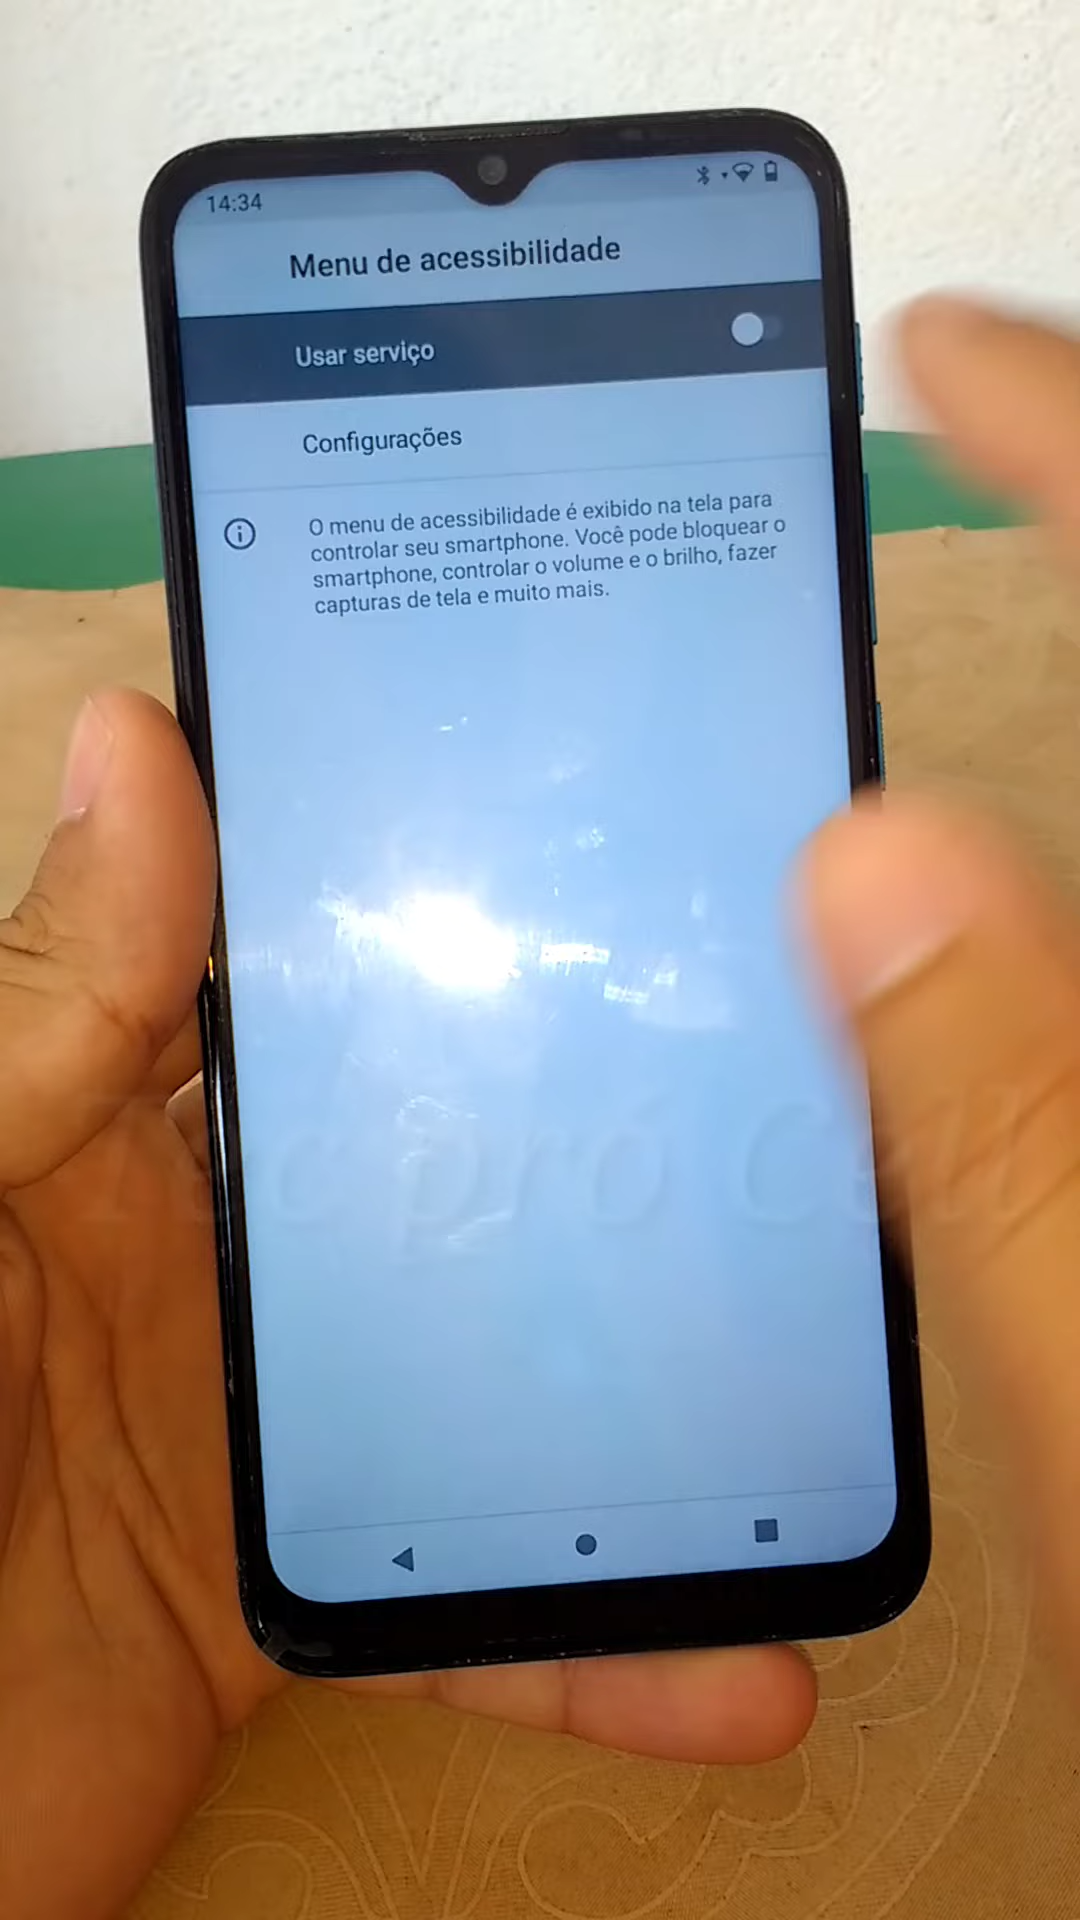 14:34
Menu de acessibilidade
Usar serviço
Configurações
O menu de acessibilidade é exibido na tela para
controlar seu smartphone. Você pode bloquear o
smartphone, controlar o volume e o brilho, fazer
capturas de tela e muito mais.
pró